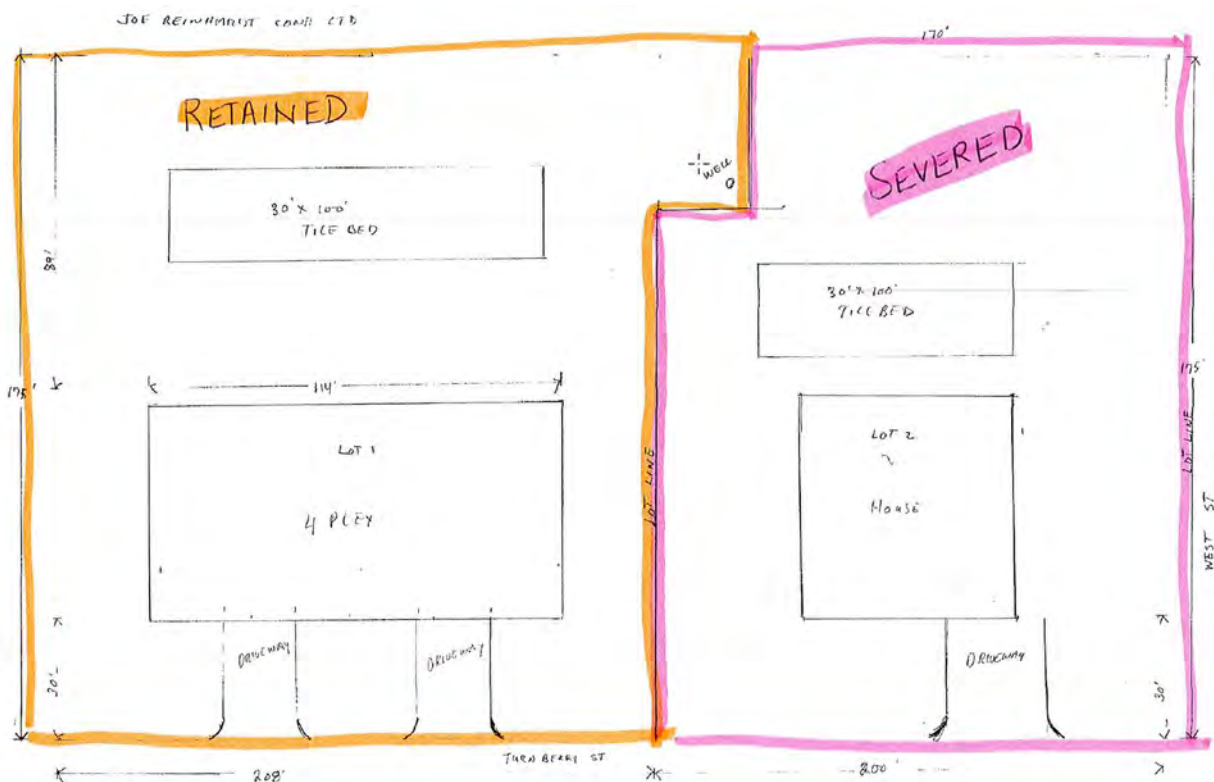 JOE REINHARDT CONST LTD
170'
RETAINED
SEVERED
WELL
30' X 100'
TILE BED
30' X 100'
TILE BED
80'
175'
175'
114'
LOT 1
4 PLEX
LOT 2
House
LOT LINE
LOT LINE
WEST ST
DRIVEWAY
DRIVEWAY
DRIVEWAY
30'
30'
TURNBERRY ST
208'
200'